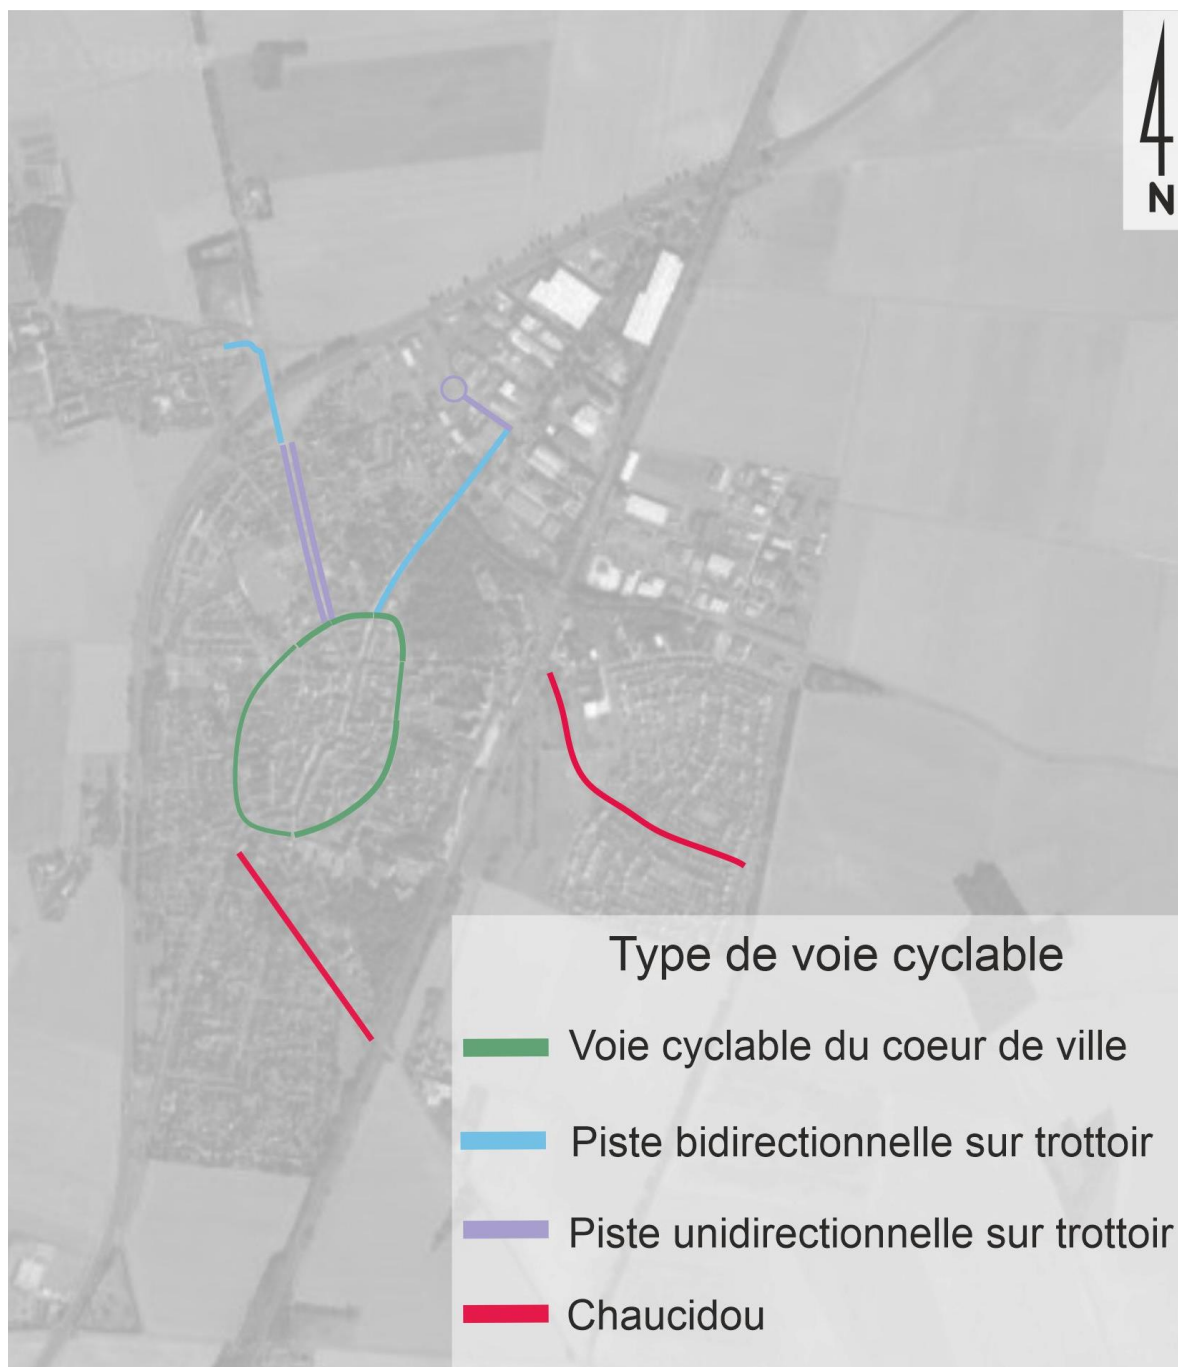 N
Type de voie cyclable
Voie cyclable du coeur de ville
Piste bidirectionnelle sur trottoir
Piste unidirectionnelle sur trottoir
Chaucidou